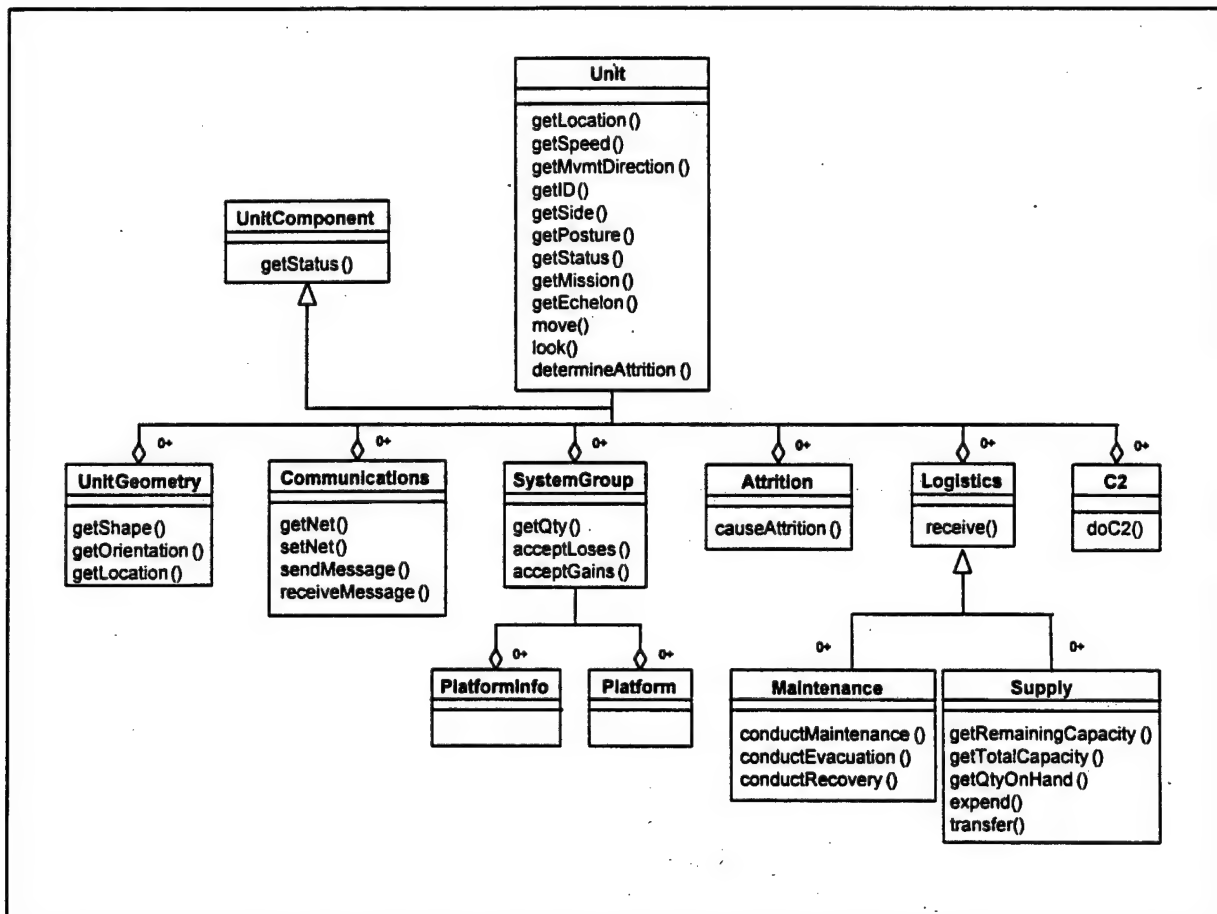 Unit
getLocation ()
getSpeed ()
getMvmtDirection ()
getID ()
getSide ()
getPosture ()
getStatus ()
getMission ()
getEchelon ()
move()
look()
determineAttrition ()
UnitComponent
getStatus ()
0+
0+
0+
0+
0+
0+
UnitGeometry
getShape ()
getOrientation ()
getLocation ()
Communications
getNet ()
setNet ()
sendMessage ()
receiveMessage ()
SystemGroup
getQty ()
acceptLoses ()
acceptGains ()
Attrition
causeAttrition ()
Logistics
receive()
C2
doC2()
0+
0+
PlatformInfo
Platform
0+
0+
Maintenance
conductMaintenance ()
conductEvacuation ()
conductRecovery ()
Supply
getRemainingCapacity ()
getTotalCapacity ()
getQtyOnHand ()
expend()
transfer()